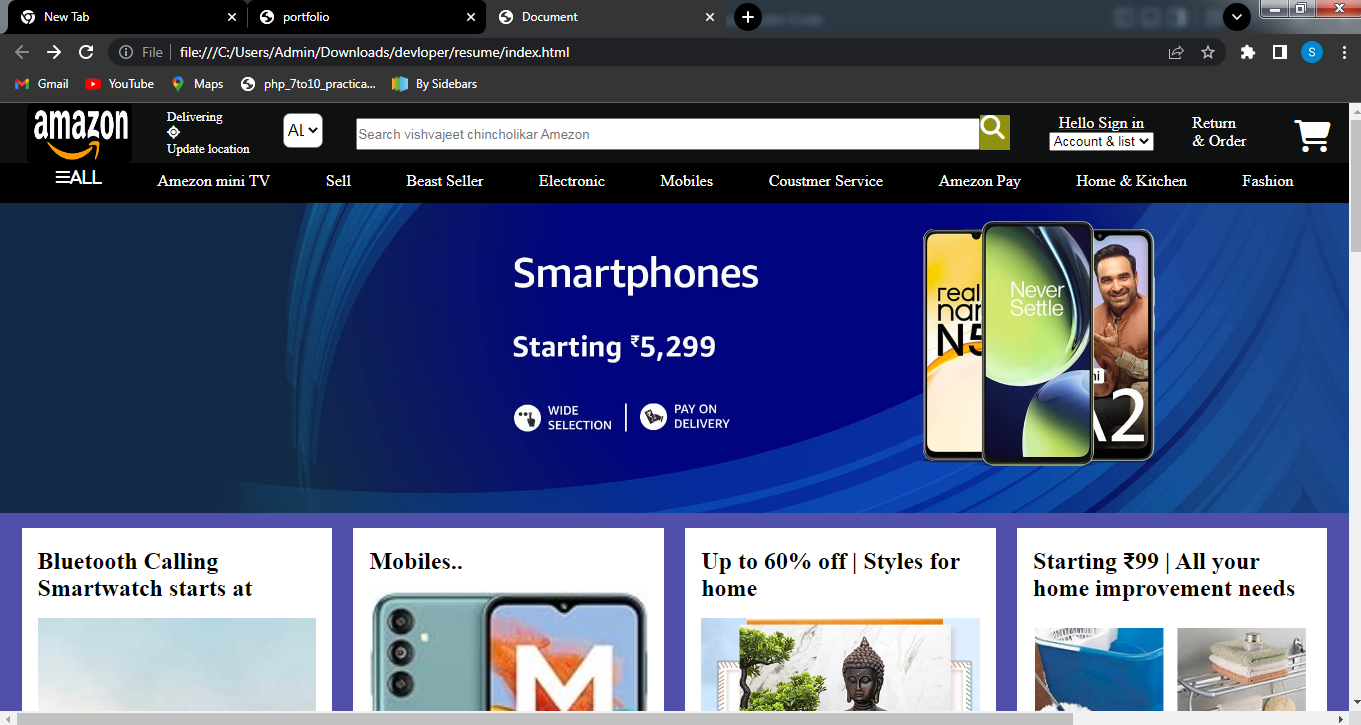 New Tab
portfolio
Document
File
file:///C:/Users/Admin/Downloads/devloper/resume/index.html
S
Gmail
YouTube
Maps
php_7to10_practica...
By Sidebars
amazon
Delivering
Update location
Search vishvajeet chincholikar Amezon
Hello Sign in
Account & list
Return
& Order
ALL
Amezon mini TV
Sell
Beast Seller
Electronic
Mobiles
Coustmer Service
Amezon Pay
Home & Kitchen
Fashion
Smartphones
Starting ₹5,299
WIDE
SELECTION
PAY ON
DELIVERY
N5
Never
Settle
A2
Bluetooth Calling
Smartwatch starts at
Mobiles..
Up to 60% off | Styles for
home
Starting ₹99 | All your
home improvement needs
M